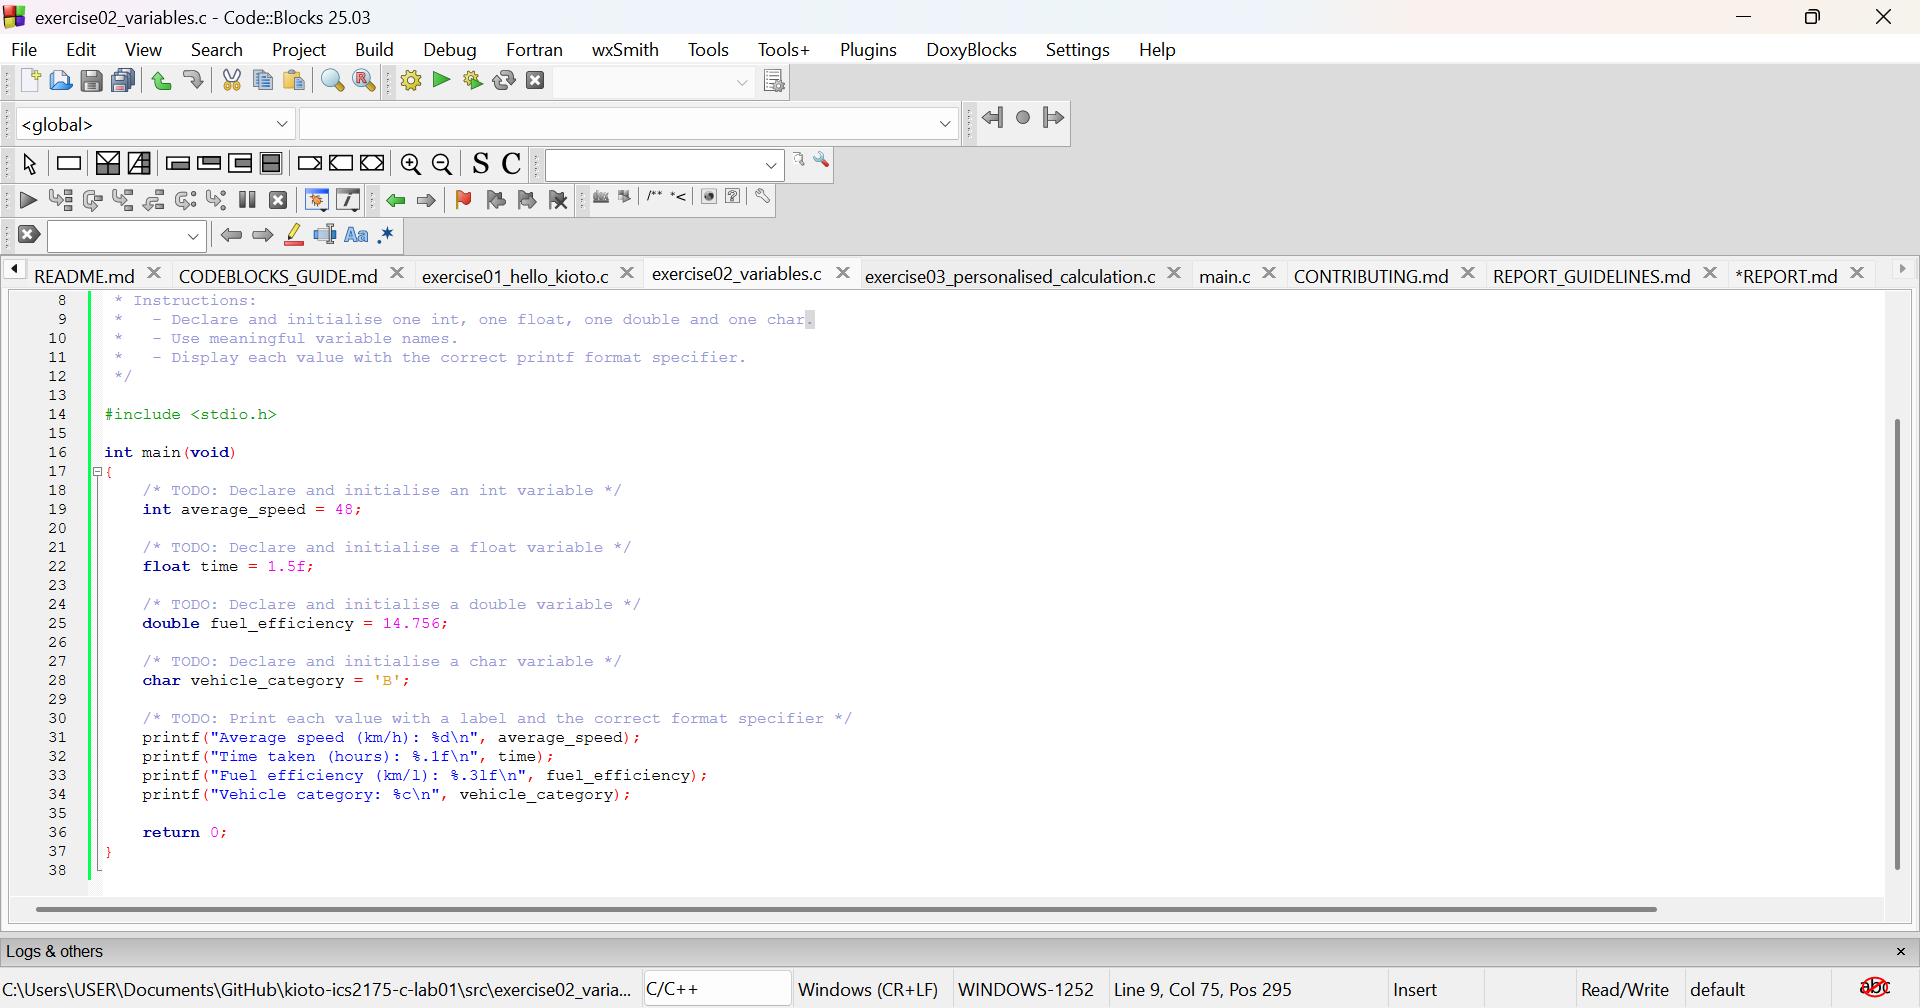 exercise02_variables.c - Code::Blocks 25.03
File Edit View Search Project Build Debug Fortran wxSmith Tools Tools+ Plugins DoxyBlocks Settings Help
<global>
S C
/** *<
Aa .*
README.md CODEBLOCKS_GUIDE.md exercise01_hello_kioto.c exercise02_variables.c exercise03_personalised_calculation.c main.c CONTRIBUTING.md REPORT_GUIDELINES.md *REPORT.md
8 * Instructions:
9 * - Declare and initialise one int, one float, one double and one char.
10 * - Use meaningful variable names.
11 * - Display each value with the correct printf format specifier.
12 */
13
14 #include <stdio.h>
15
16 int main(void)
17 {
18 /* TODO: Declare and initialise an int variable */
19 int average_speed = 48;
20
21 /* TODO: Declare and initialise a float variable */
22 float time = 1.5f;
23
24 /* TODO: Declare and initialise a double variable */
25 double fuel_efficiency = 14.756;
26
27 /* TODO: Declare and initialise a char variable */
28 char vehicle_category = 'B';
29
30 /* TODO: Print each value with a label and the correct format specifier */
31 printf("Average speed (km/h): %d\n", average_speed);
32 printf("Time taken (hours): %.1f\n", time);
33 printf("Fuel efficiency (km/l): %.3lf\n", fuel_efficiency);
34 printf("Vehicle category: %c\n", vehicle_category);
35
36 return 0;
37 }
38
Logs & others
C:\Users\USER\Documents\GitHub\kioto-ics2175-c-lab01\src\exercise02_varia... C/C++ Windows (CR+LF) WINDOWS-1252 Line 9, Col 75, Pos 295 Insert Read/Write default abc